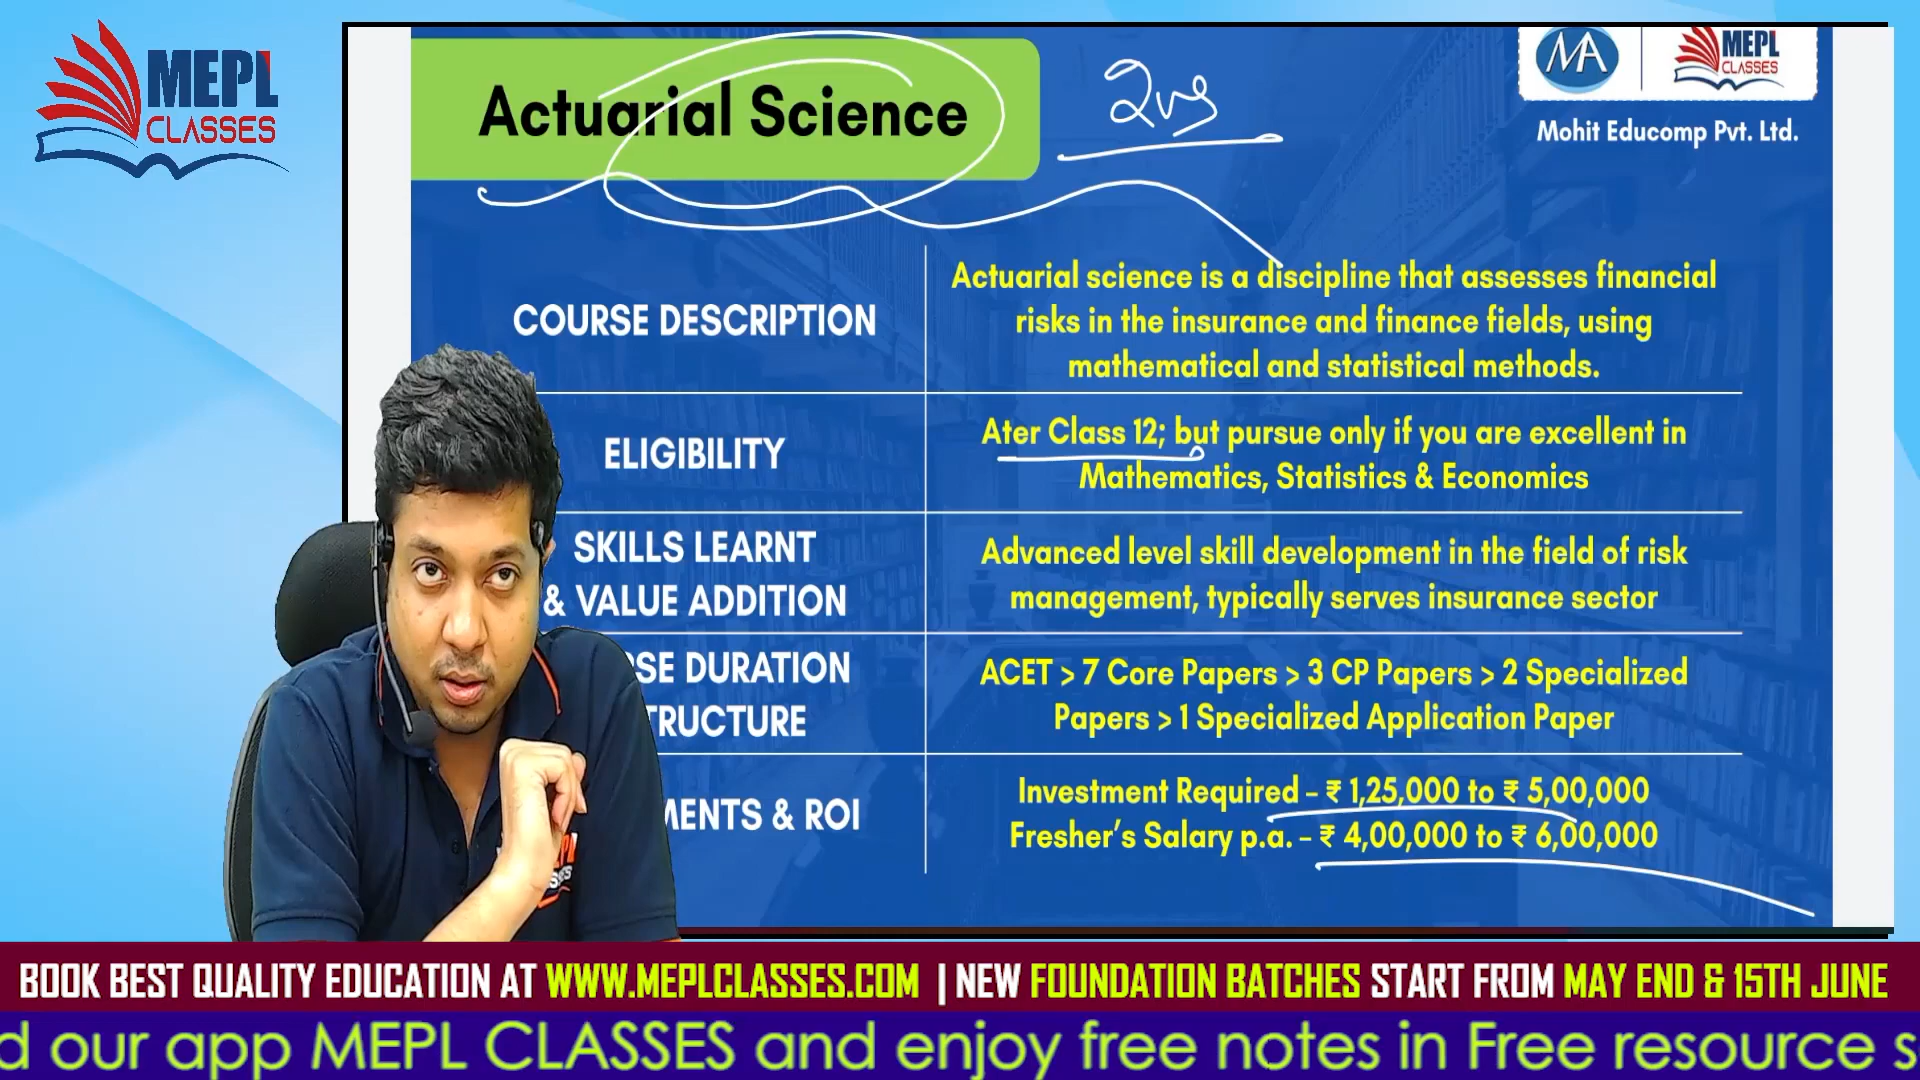 MEPL
CLASSES
Actuarial Science
MA
MEPL
CLASSES
Mohit Educomp Pvt. Ltd.
COURSE DESCRIPTION
Actuarial science is a discipline that assesses financial
risks in the insurance and finance fields, using
mathematical and statistical methods.
ELIGIBILITY
Ater Class 12; but pursue only if you are excellent in
Mathematics, Statistics & Economics
SKILLS LEARNT
& VALUE ADDITION
Advanced level skill development in the field of risk
management, typically serves insurance sector
SE DURATION
TRUCTURE
ACET > 7 Core Papers > 3 CP Papers > 2 Specialized
Papers > 1 Specialized Application Paper
MENTS & ROI
Investment Required – ₹ 1,25,000 to ₹ 5,00,000
Fresher's Salary p.a. – ₹ 4,00,000 to ₹ 6,00,000
BOOK BEST QUALITY EDUCATION AT WWW.MEPLCLASSES.COM | NEW FOUNDATION BATCHES START FROM MAY END & 15TH JUNE
d our app MEPL CLASSES and enjoy free notes in Free resource s